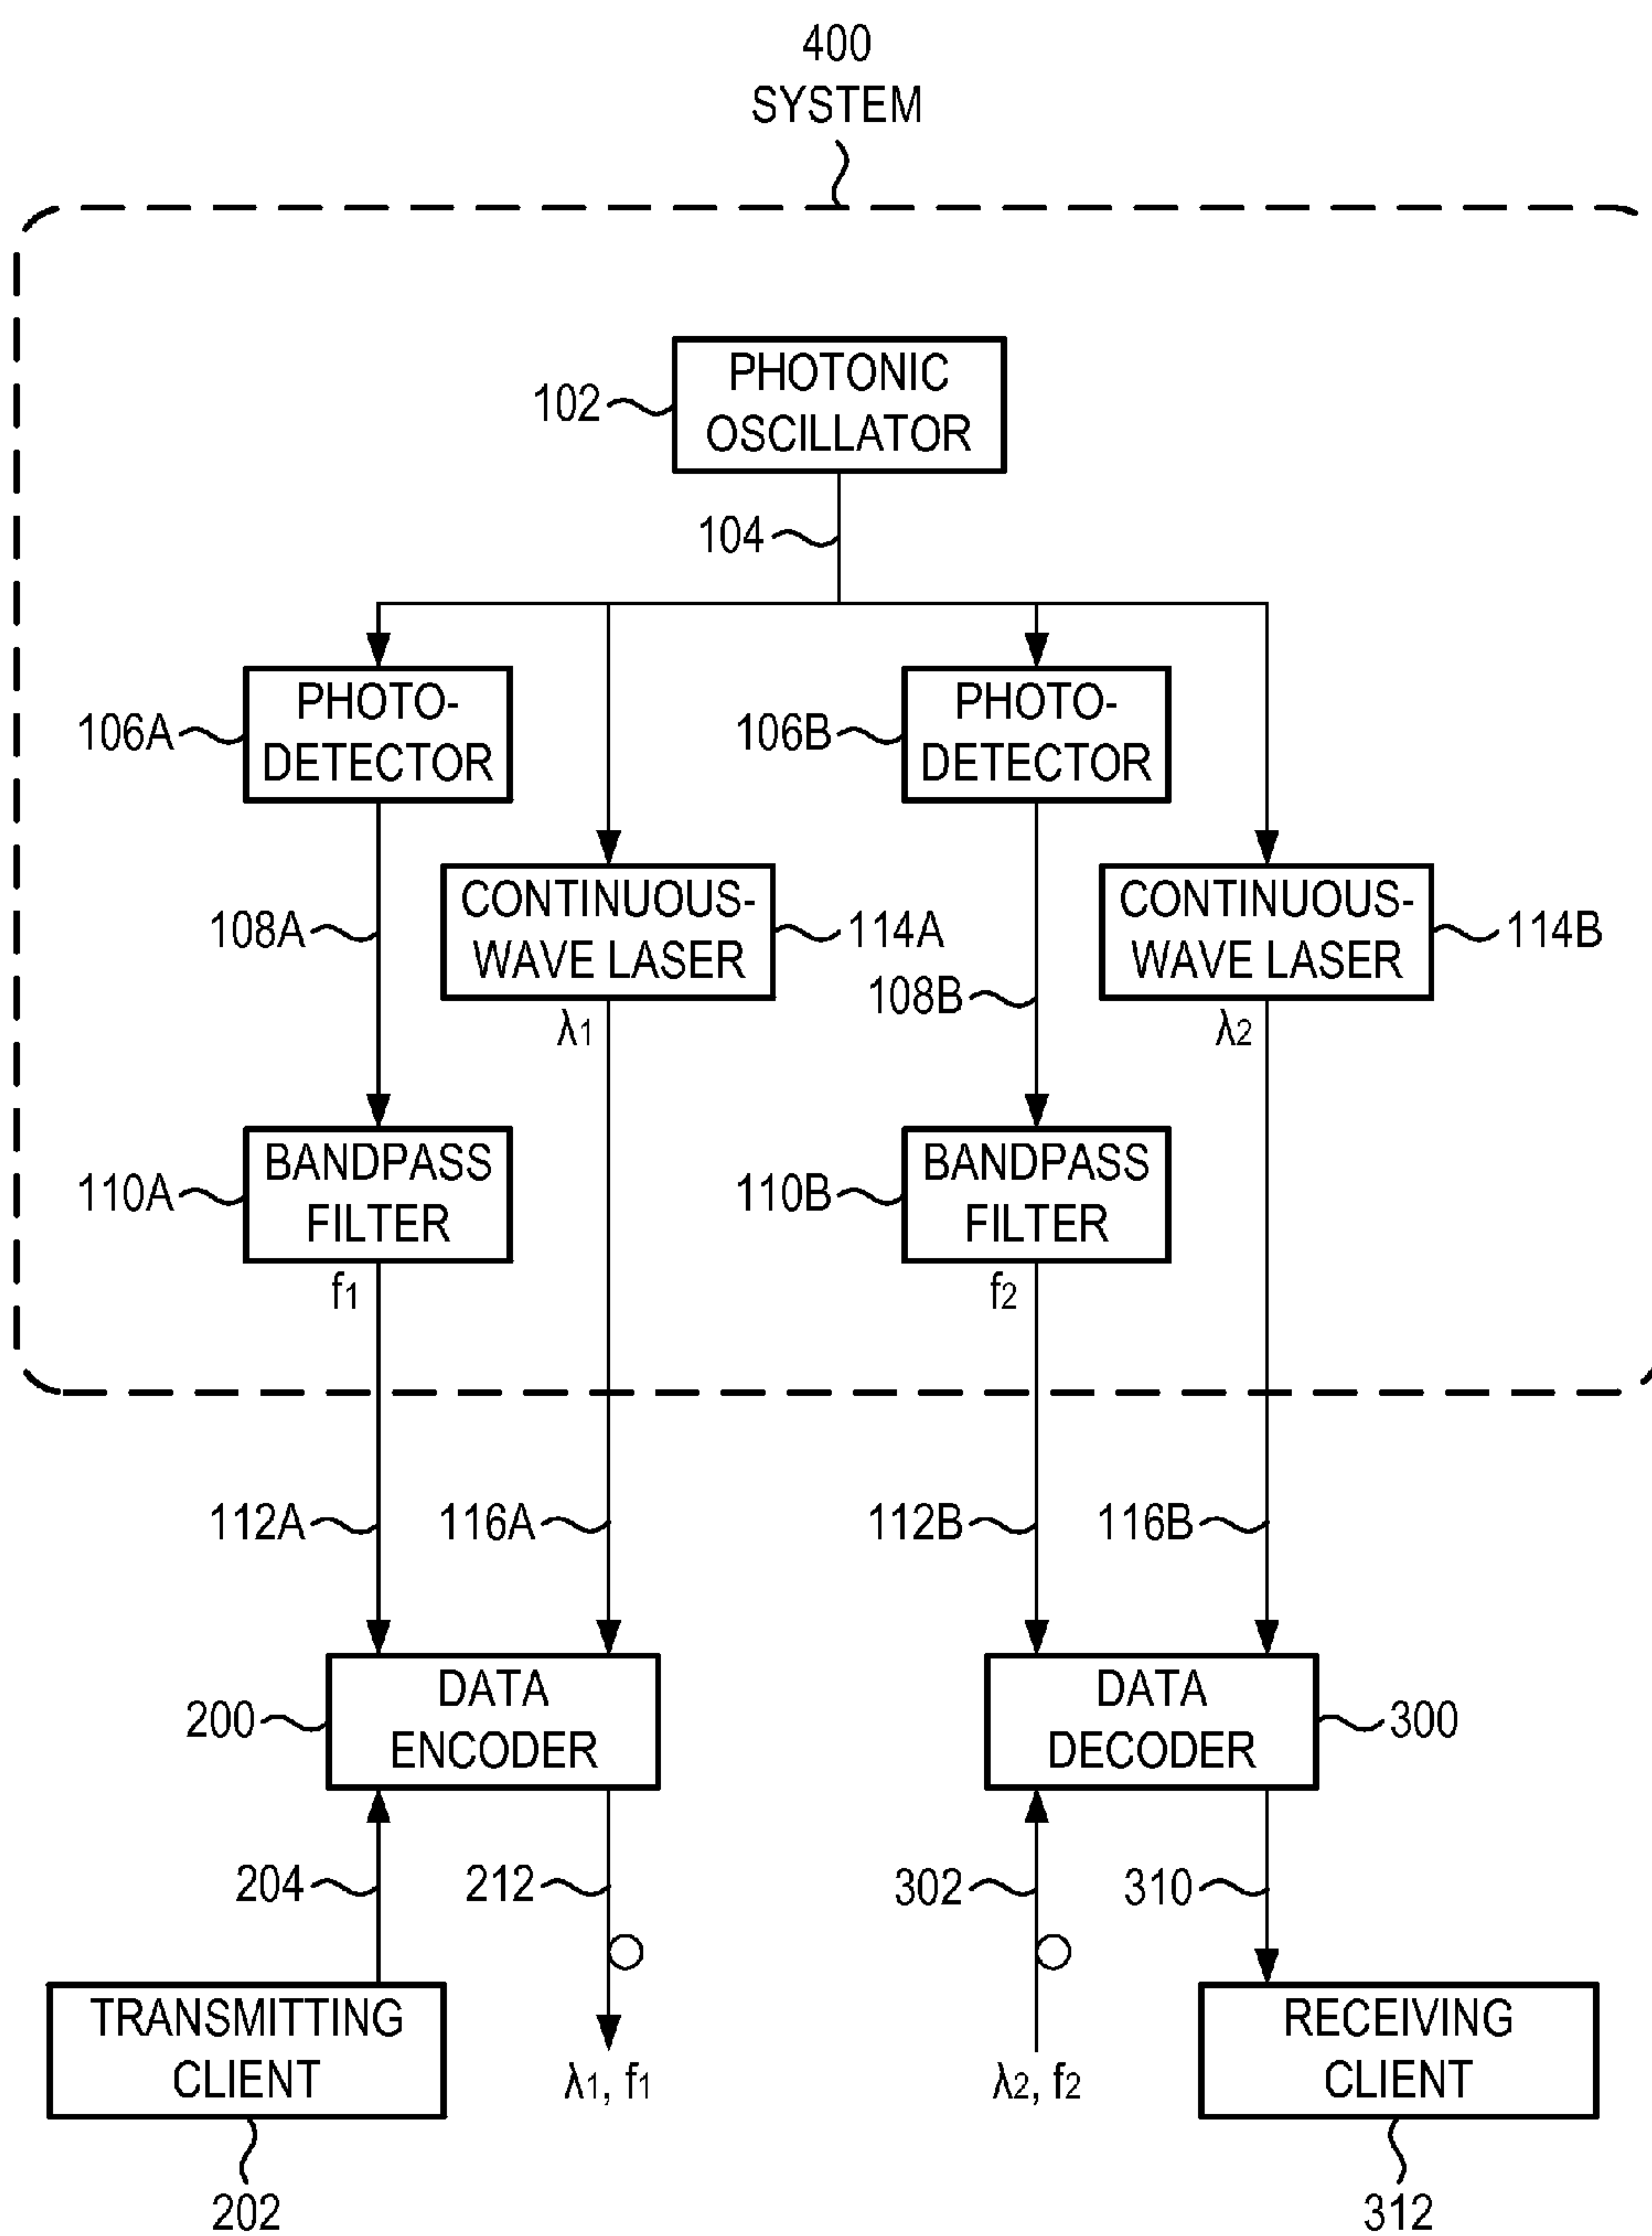 400
SYSTEM
PHOTONIC
OSCILLATOR
102
104
PHOTO-
DETECTOR
106A
PHOTO-
DETECTOR
106B
CONTINUOUS-
WAVE LASER
114A
108A
CONTINUOUS-
WAVE LASER
114B
108B
λ1
λ2
BANDPASS
FILTER
110A
BANDPASS
FILTER
110B
f1
f2
112A
116A
112B
116B
DATA
ENCODER
200
DATA
DECODER
300
204
212
302
310
TRANSMITTING
CLIENT
λ1, f1
λ2, f2
RECEIVING
CLIENT
202
312